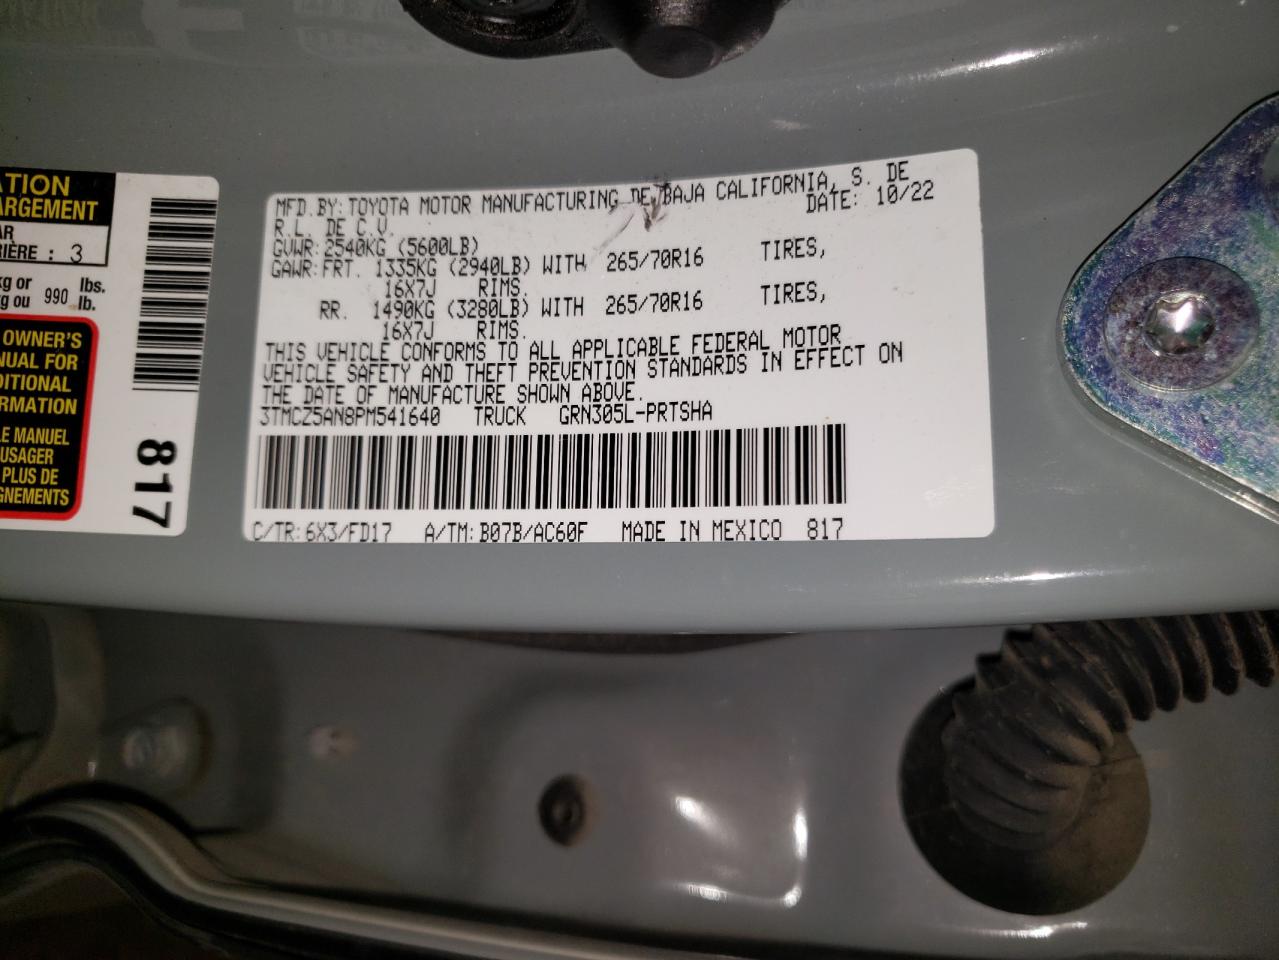 TION
ARGEMENT
AR
IÈRE : 3
kg or lbs.
kg ou 990 lb.
OWNER'S
NUAL FOR
DITIONAL
ORMATION
LE MANUEL
USAGER
PLUS DE
GNEMENTS
817
MFD.BY:TOYOTA MOTOR MANUFACTURING DE BAJA CALIFORNIA, S. DE
R.L. DE C.V. DATE: 10/22
GVWR:2540KG (5600LB)
GAWR:FRT. 1335KG (2940LB) WITH 265/70R16 TIRES,
16X7J RIMS.
RR. 1490KG (3280LB) WITH 265/70R16 TIRES,
16X7J RIMS.
THIS VEHICLE CONFORMS TO ALL APPLICABLE FEDERAL MOTOR
VEHICLE SAFETY AND THEFT PREVENTION STANDARDS IN EFFECT ON
THE DATE OF MANUFACTURE SHOWN ABOVE.
3TMCZ5AN8PM541640 TRUCK GRN305L-PRTSHA
C/TR:6X3/FD17 A/TM:B07B/AC60F MADE IN MEXICO 817